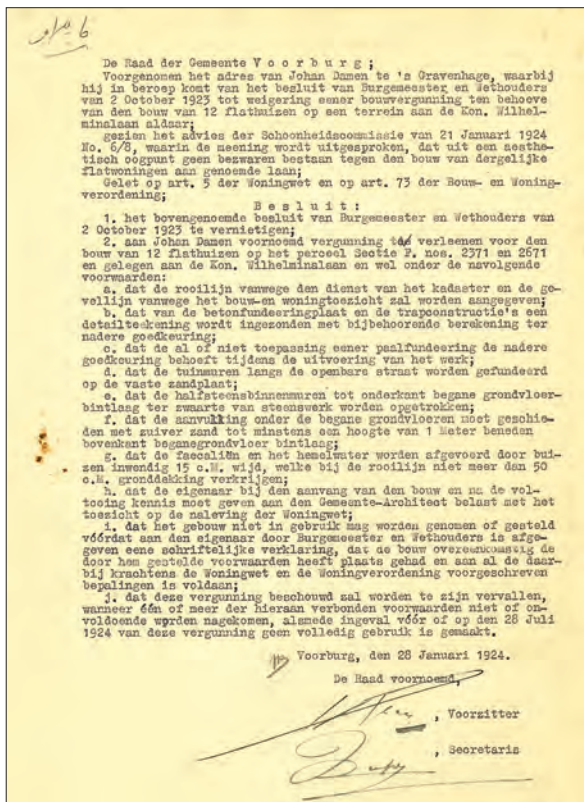 De Raad der Gemeente V o o r b u r g ;
Voorgenomen het adres van Johan Damen te 's Gravenhage, waarbij
hij in beroep komt van het besluit van Burgemeester en Wethouders
van 2 October 1923 tot weigering eener bouwvergunning ten behoeve
van den bouw van 12 flathuizen op een terrein aan de Kon. Wilhel-
minalaan aldaar;
gezien het advies der Schoonheidscommissie van 21 Januari 1924
No. 6/8, waarin de meening wordt uitgesproken, dat uit een aesthe-
tisch oogpunt geen bezwaren bestaan tegen den bouw van dergelijke
flatwoningen aan genoemde laan;
Gelet op art. 5 der Woningwet en op art. 73 der Bouw- en Woning-
verordening;
B e s l u i t :
1. het bovengenoemde besluit van Burgemeester en Wethouders van
2 October 1923 te vernietigen;
2. aan Johan Damen voornoemd vergunning te verleenen voor den
bouw van 12 flathuizen op het perceel Sectie F. nos. 2371 en 2671
en gelegen aan de Kon. Wilhelminalaan en wel onder de navolgende
voorwaarden:
a. dat de rooilijn vanwege den dienst van het kadaster en de ge-
vellijn vanwege het bouw-en woningtoezicht zal worden aangegeven;
b. dat van de betonfundeeringplaat en de trapconstructie's een
detailteekening wordt ingezonden met bijbehoorende berekening ter
nadere goedkeuring;
c. dat de al of niet toepassing eener paalfundeering de nadere
goedkeuring behoeft tijdens de uitvoering van het werk;
d. dat de tuinmuren langs de openbare straat worden gefundeerd
op de vaste zandplaat;
e. dat de halfsteensbinnenmuren tot onderkant begane grondvloer-
bintlaag ter zwaarte van steenswerk worden opgetrokken;
f. dat de aanvulling onder de begane grondvloeren moet geschie-
den met zuiver zand tot minstens een hoogte van 1 Meter beneden
bovenkant beganegrondvloer bintlaag;
g. dat de faecaliën en het hemelwater worden afgevoerd door bui-
zen inwendig 15 c.M. wijd, welke bij de rooilijn niet meer dan 50
c.M. gronddekking verkrijgen;
h. dat de eigenaar bij den aanvang van den bouw en na de vol-
tooing kennis moet geven aan den Gemeente-Architect belast met het
toezicht op de naleving der Woningwet;
i. dat het gebouw niet in gebruik mag worden genomen of gesteld
vóórdat aan den eigenaar door Burgemeester en Wethouders is afge-
geven eene schriftelijke verklaring, dat de bouw overeenkomstig de
door hem gestelde voorwaarden heeft plaats gehad en aan al de daar-
bij krachtens de Woningwet en de Woningverordening voorgeschreven
bepalingen is voldaan;
j. dat deze vergunning beschouwd zal worden te zijn vervallen,
wanneer één of meer der hieraan verbonden voorwaarden niet of on-
voldoende worden nagekomen, alsmede ingeval vóór of op den 28 Juli
1924 van deze vergunning geen volledig gebruik is gemaakt.
Voorburg, den 28 Januari 1924.
De Raad voornoemd,
, Voorzitter
, Secretaris